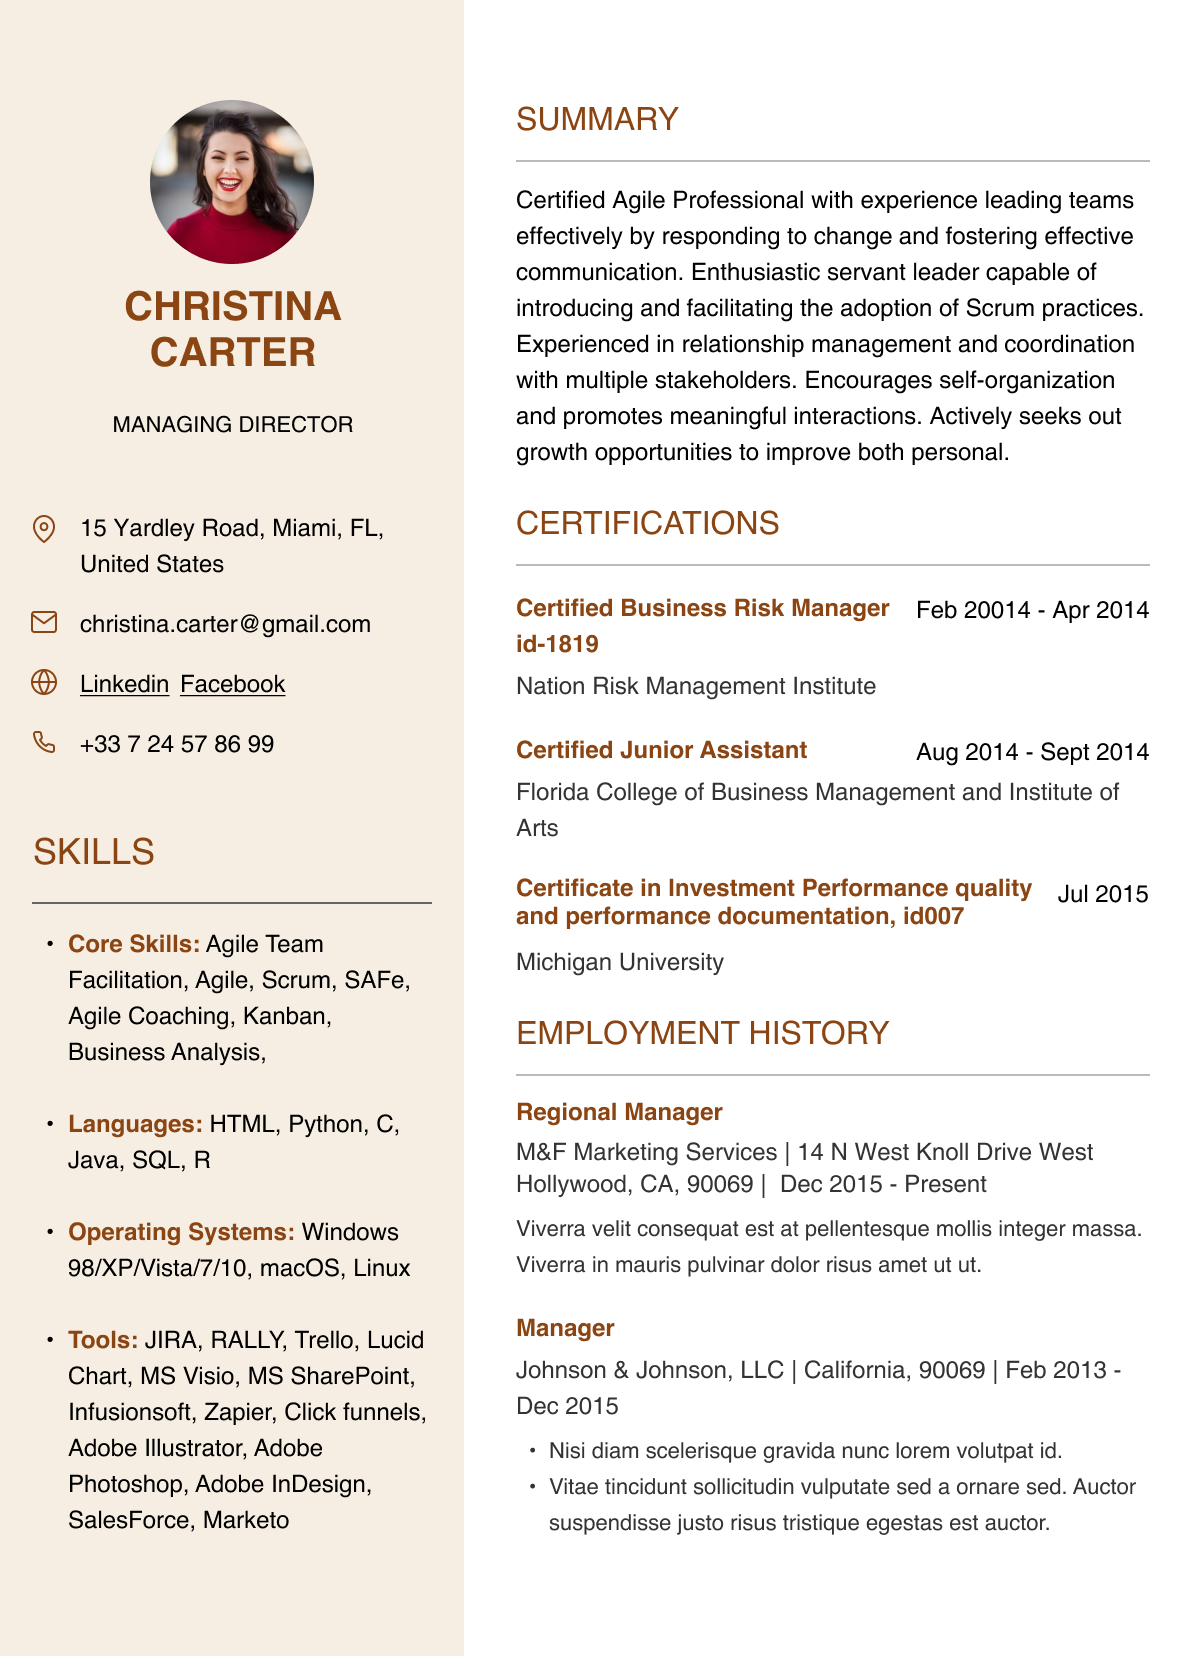 CHRISTINA
CARTER
MANAGING DIRECTOR
15 Yardley Road, Miami, FL,
United States
christina.carter@gmail.com
Linkedin Facebook
+33 7 24 57 86 99
SKILLS
• Core Skills: Agile Team
Facilitation, Agile, Scrum, SAFe,
Agile Coaching, Kanban,
Business Analysis,
• Languages: HTML, Python, C,
Java, SQL, R
• Operating Systems: Windows
98/XP/Vista/7/10, macOS, Linux
• Tools: JIRA, RALLY, Trello, Lucid
Chart, MS Visio, MS SharePoint,
Infusionsoft, Zapier, Click funnels,
Adobe Illustrator, Adobe
Photoshop, Adobe InDesign,
SalesForce, Marketo
SUMMARY
Certified Agile Professional with experience leading teams
effectively by responding to change and fostering effective
communication. Enthusiastic servant leader capable of
introducing and facilitating the adoption of Scrum practices.
Experienced in relationship management and coordination
with multiple stakeholders. Encourages self-organization
and promotes meaningful interactions. Actively seeks out
growth opportunities to improve both personal.
CERTIFICATIONS
Certified Business Risk Manager Feb 20014 - Apr 2014
id-1819
Nation Risk Management Institute
Certified Junior Assistant Aug 2014 - Sept 2014
Florida College of Business Management and Institute of
Arts
Certificate in Investment Performance quality Jul 2015
and performance documentation, id007
Michigan University
EMPLOYMENT HISTORY
Regional Manager
M&F Marketing Services | 14 N West Knoll Drive West
Hollywood, CA, 90069 | Dec 2015 - Present
Viverra velit consequat est at pellentesque mollis integer massa.
Viverra in mauris pulvinar dolor risus amet ut ut.
Manager
Johnson & Johnson, LLC | California, 90069 | Feb 2013 -
Dec 2015
• Nisi diam scelerisque gravida nunc lorem volutpat id.
• Vitae tincidunt sollicitudin vulputate sed a ornare sed. Auctor
suspendisse justo risus tristique egestas est auctor.